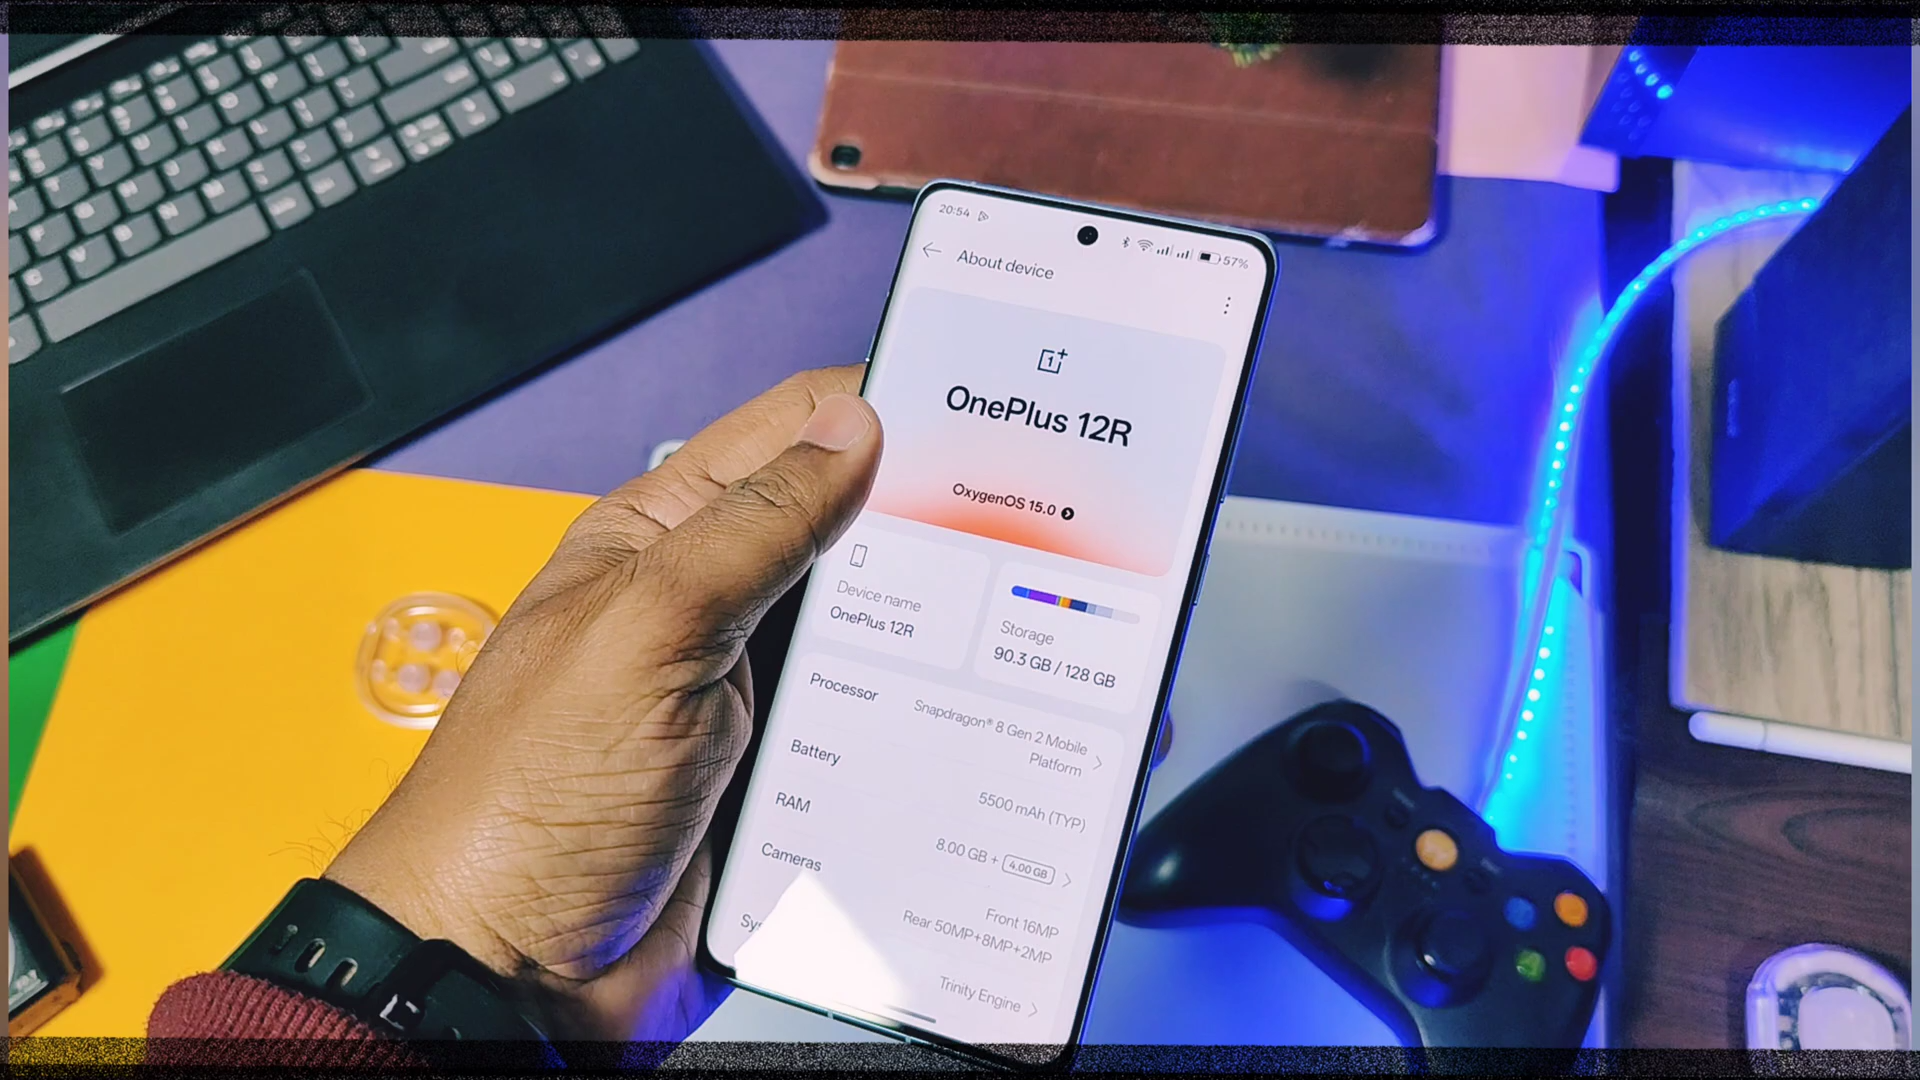 20:54
57%
About device
OnePlus 12R
OxygenOS 15.0
Device name
OnePlus 12R
Storage
90.3 GB / 128 GB
Processor
Snapdragon® 8 Gen 2 Mobile
Platform
Battery
5500 mAh (TYP)
RAM
8.00 GB + 4.00 GB
Cameras
Front 16MP
Rear 50MP+8MP+2MP
Trinity Engine